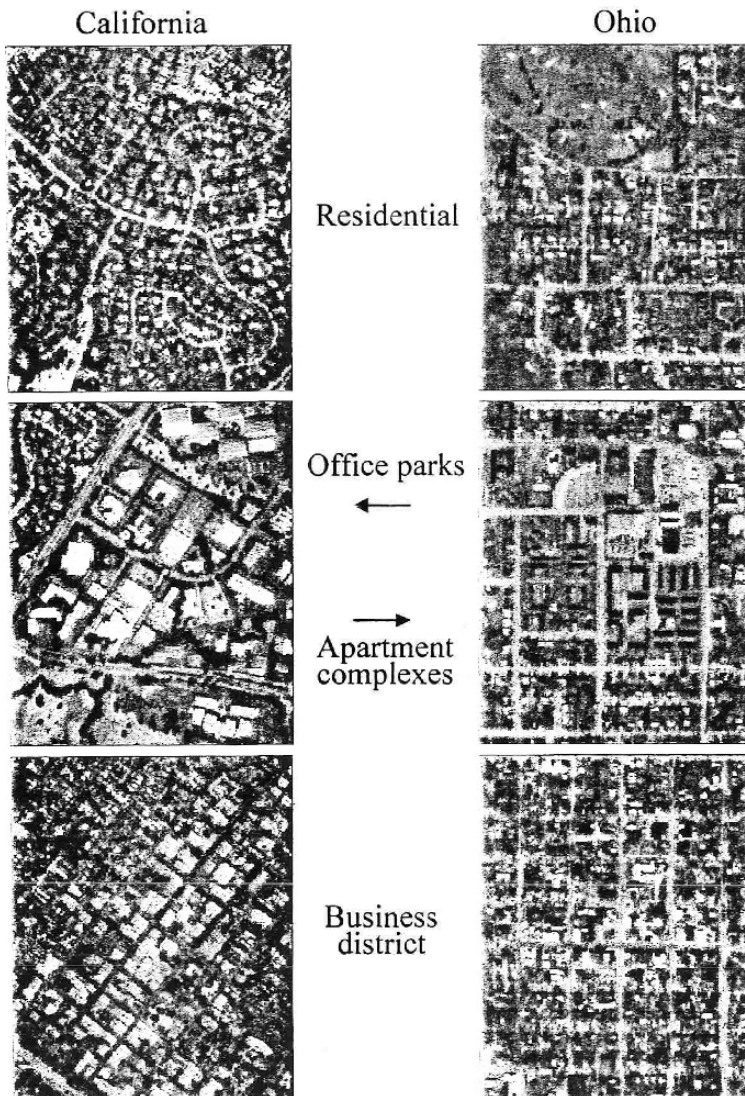 California
Ohio
Residential
Office parks
Apartment
complexes
Business
district